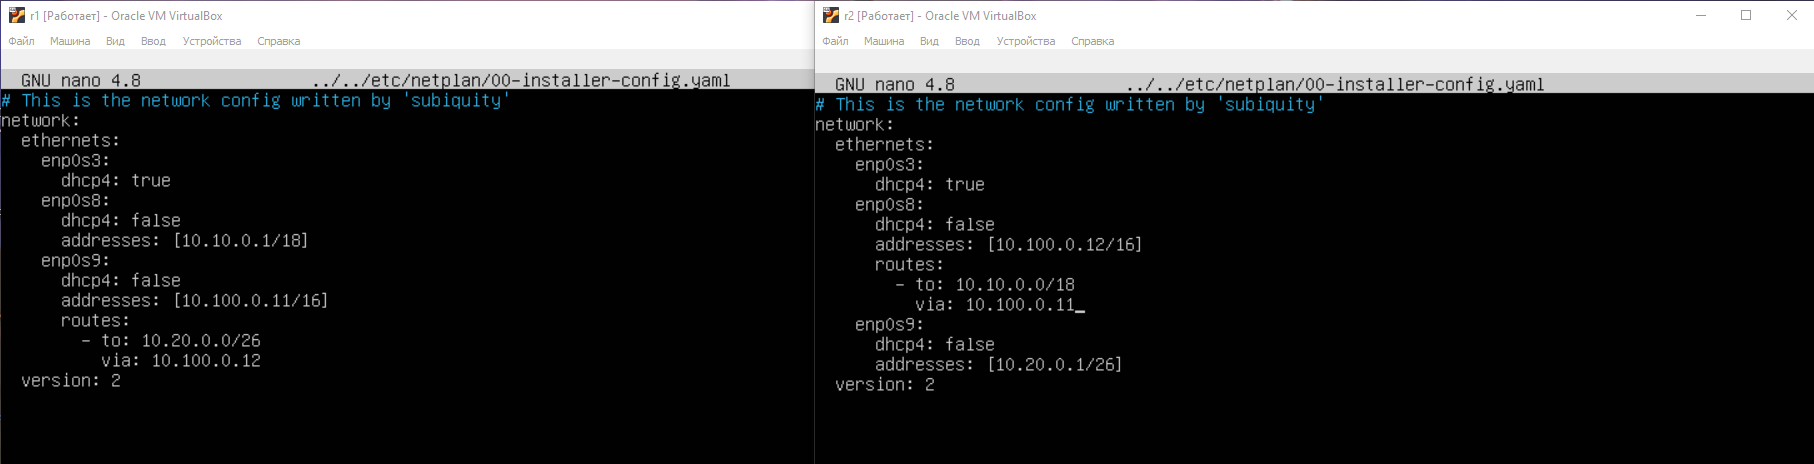 r1 [Работает] - Oracle VM VirtualBox
Файл Машина Вид Ввод Устройства Справка
GNU nano 4.8 ../../etc/netplan/00-installer-config.yaml
# This is the network config written by 'subiquity'
network:
  ethernets:
    enp0s3:
      dhcp4: true
    enp0s8:
      dhcp4: false
      addresses: [10.10.0.1/18]
    enp0s9:
      dhcp4: false
      addresses: [10.100.0.11/16]
      routes:
        - to: 10.20.0.0/26
          via: 10.100.0.12
  version: 2
r2 [Работает] - Oracle VM VirtualBox
Файл Машина Вид Ввод Устройства Справка
GNU nano 4.8 ../../etc/netplan/00-installer-config.yaml
# This is the network config written by 'subiquity'
network:
  ethernets:
    enp0s3:
      dhcp4: true
    enp0s8:
      dhcp4: false
      addresses: [10.100.0.12/16]
      routes:
        - to: 10.10.0.0/18
          via: 10.100.0.11
    enp0s9:
      dhcp4: false
      addresses: [10.20.0.1/26]
  version: 2